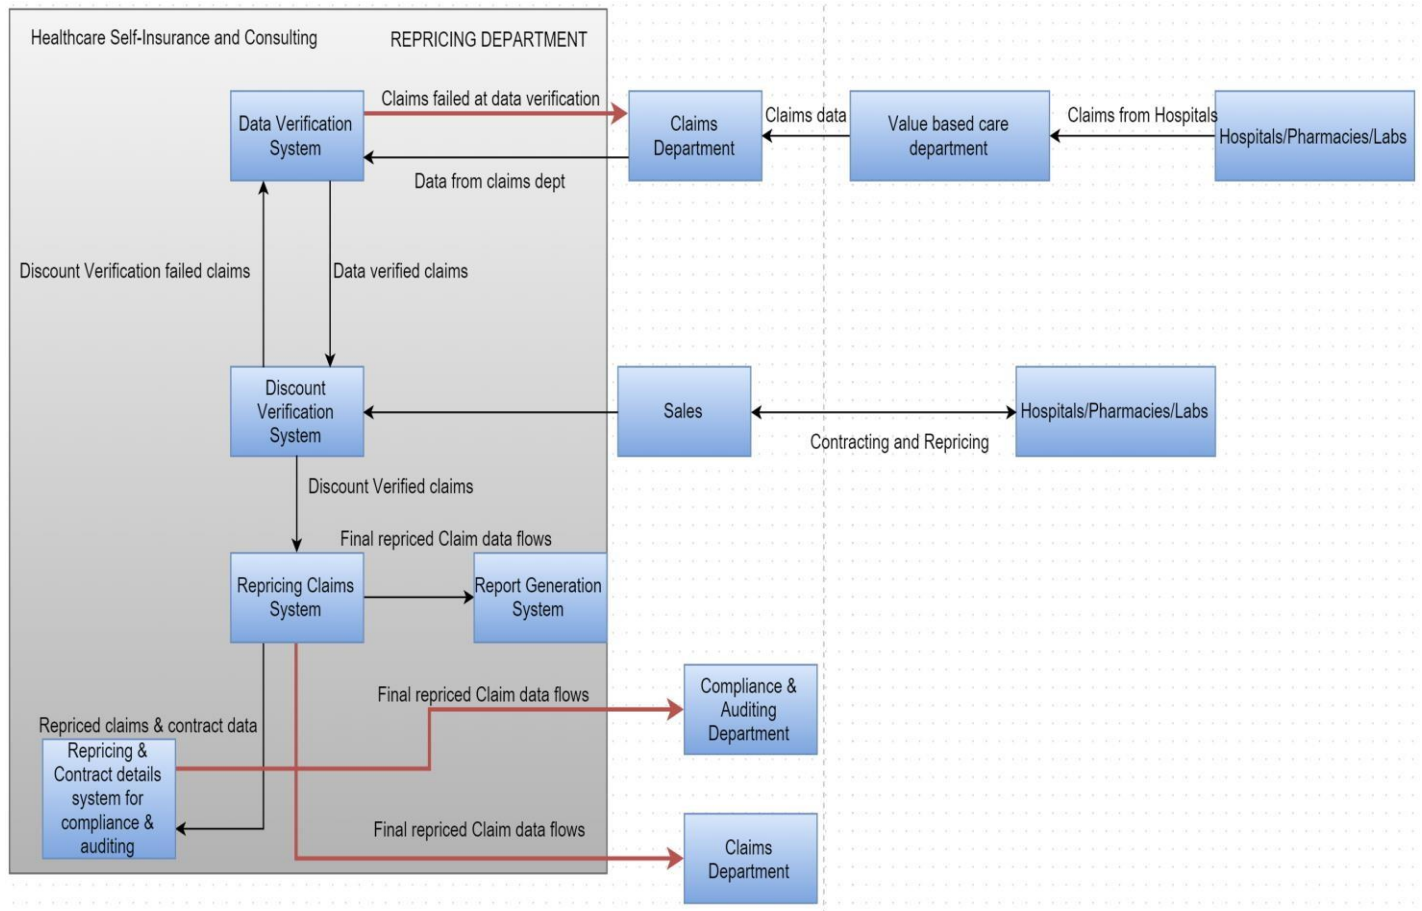 Healthcare Self-Insurance and Consulting
REPRICING DEPARTMENT
Claims failed at data verification
Data Verification
System
Claims
Department
Claims data
Value based care
department
Claims from Hospitals
Hospitals/Pharmacies/Labs
Data from claims dept
Discount Verification failed claims
Data verified claims
Discount
Verification
System
Sales
Hospitals/Pharmacies/Labs
Contracting and Repricing
Discount Verified claims
Final repriced Claim data flows
Repricing Claims
System
Report Generation
System
Final repriced Claim data flows
Compliance &
Auditing
Department
Repriced claims & contract data
Repricing &
Contract details
system for
compliance &
auditing
Final repriced Claim data flows
Claims
Department